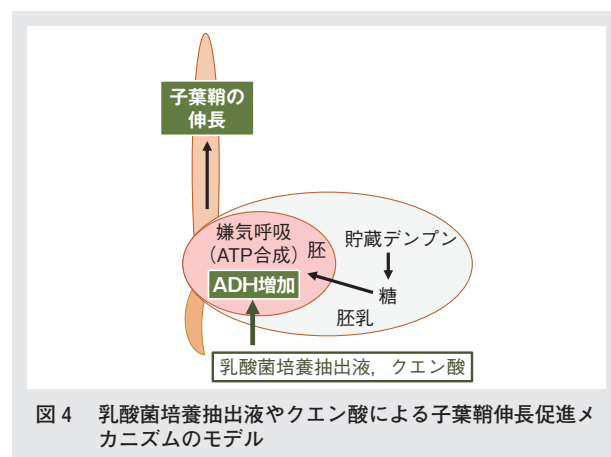 子葉鞘の
伸長
嫌気呼吸
（ATP合成）
胚
ADH増加
貯蔵デンプン
糖
胚乳
乳酸菌培養抽出液，クエン酸
図 4 乳酸菌培養抽出液やクエン酸による子葉鞘伸長促進メ
カニズムのモデル